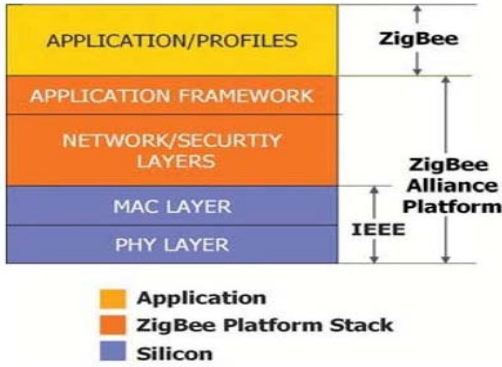 APPLICATION/PROFILES
ZigBee
APPLICATION FRAMEWORK
NETWORK/SECURTIY
LAYERS
ZigBee
Alliance
Platform
MAC LAYER
IEEE
PHY LAYER
Application
ZigBee Platform Stack
Silicon